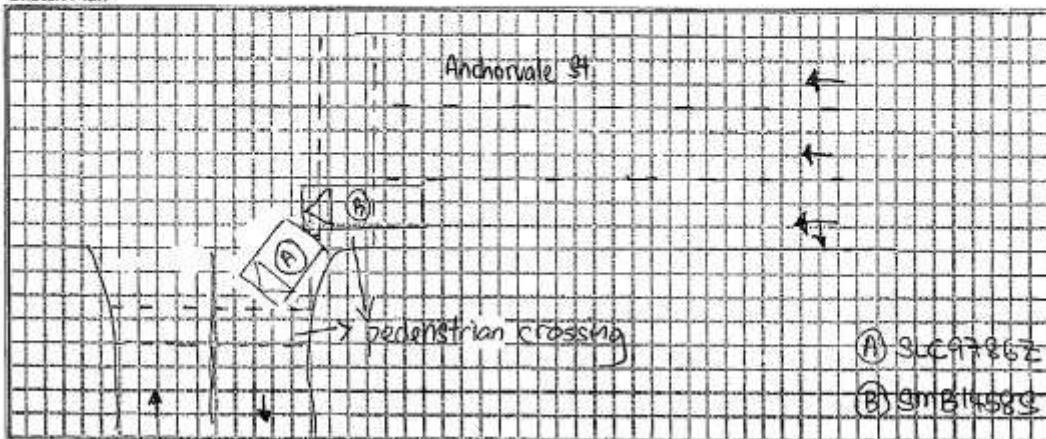 Anchorvale St.
B
A
pedenstrian crossing
A SLC9786Z
B SMB1458S